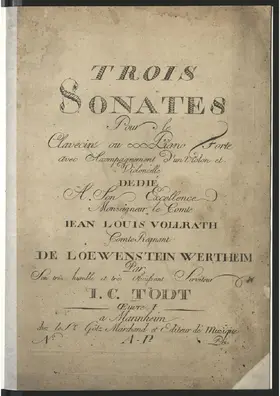 TROIS
SONATES
Pour le
Clavecin ou Piano Forte
avec Accompagnement d'un Violon et
Violoncelle
DEDIÉ
A Son Excellence
Monseigneur le Comte
IEAN LOUIS VOLLRATH
Comte Regnant
DE LOEWENSTEIN WERTHEIM
Par
Son très humble et très Obeissant Serviteur
I. C. TODT
Œuvre I
a Mannheim
chez le Sr. Götz Marchand et Editeur de Musique